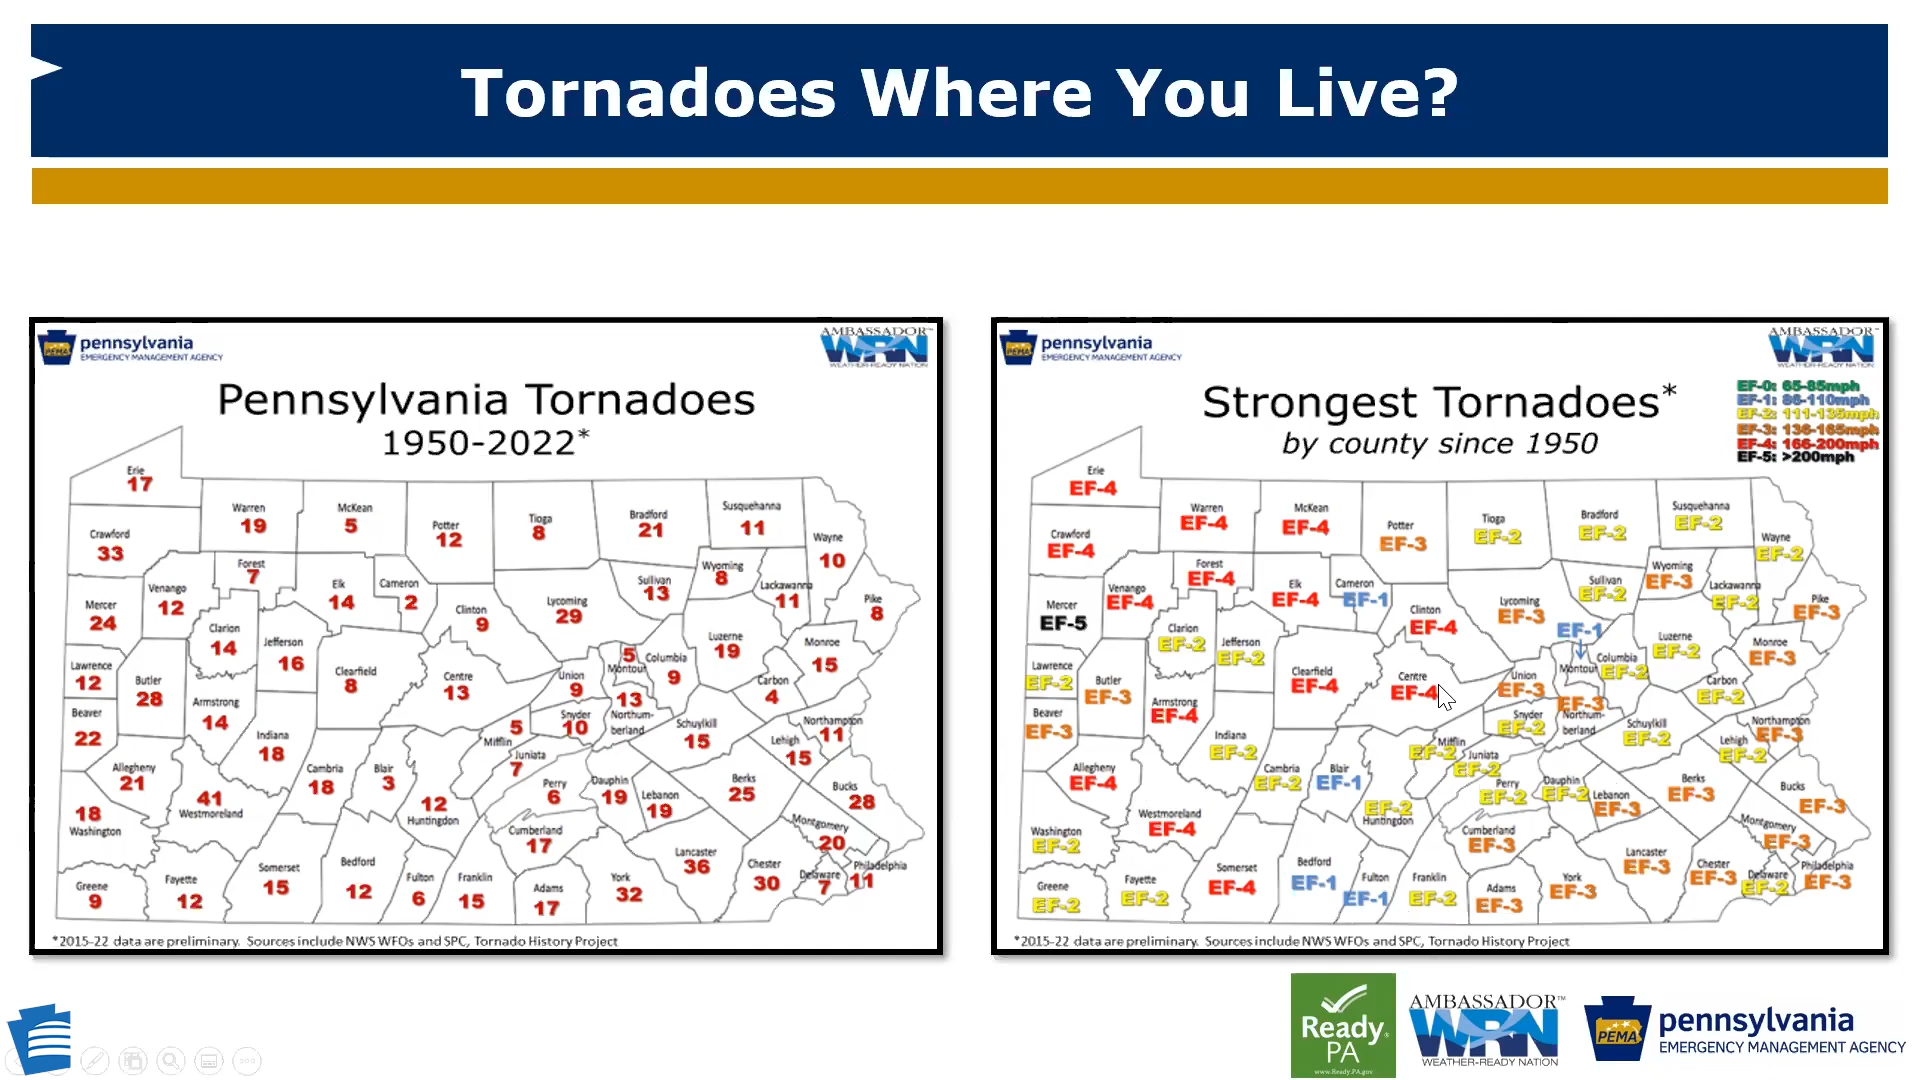 Tornadoes Where You Live?
pennsylvania
EMERGENCY MANAGEMENT AGENCY
PEMA
AMBASSADOR™
WRN
WEATHER-READY NATION
Pennsylvania Tornadoes
1950-2022*
Erie
17
Crawford
33
Warren
19
McKean
5
Potter
12
Tioga
8
Bradford
21
Susquehanna
11
Wayne
10
Forest
7
Venango
12
Mercer
24
Elk
14
Cameron
2
Clinton
9
Lycoming
29
Sullivan
13
Wyoming
8
Lackawanna
11
Pike
8
Clarion
14
Jefferson
16
Clearfield
8
Centre
13
Union
9
5
Montour
Columbia
9
Luzerne
19
Monroe
15
Carbon
4
Lawrence
12
Butler
28
Armstrong
14
Beaver
22
Indiana
18
5
Mifflin
Snyder
10
13
Northum-
berland
Schuylkill
15
Northampton
11
Lehigh
15
Allegheny
21
41
Westmoreland
Cambria
18
Blair
3
12
Huntingdon
Juniata
7
Perry
6
Dauphin
19
Lebanon
19
Berks
25
Bucks
28
18
Washington
Cumberland
17
Montgomery
20
Greene
9
Fayette
12
Somerset
15
Bedford
12
Fulton
6
Franklin
15
Adams
17
York
32
Lancaster
36
Chester
30
Delaware
7
Philadelphia
11
*2015-22 data are preliminary. Sources include NWS WFOs and SPC, Tornado History Project
pennsylvania
EMERGENCY MANAGEMENT AGENCY
PEMA
AMBASSADOR™
WRN
WEATHER-READY NATION
Strongest Tornadoes*
by county since 1950
EF-0: 65-85mph
EF-1: 86-110mph
EF-2: 111-135mph
EF-3: 136-165mph
EF-4: 166-200mph
EF-5: >200mph
Erie
EF-4
Crawford
EF-4
Warren
EF-4
McKean
EF-4
Potter
EF-3
Tioga
EF-2
Bradford
EF-2
Susquehanna
EF-2
Wayne
EF-2
Forest
EF-4
Venango
EF-4
Mercer
EF-5
Elk
EF-4
Cameron
EF-1
Clinton
EF-4
Lycoming
EF-3
Sullivan
EF-2
Wyoming
EF-3
Lackawanna
EF-2
Pike
EF-3
Clarion
EF-2
Jefferson
EF-2
Clearfield
EF-4
Centre
EF-4
Union
EF-3
EF-1
Montour
Columbia
EF-2
Luzerne
EF-2
Monroe
EF-3
Carbon
EF-2
Lawrence
EF-2
Butler
EF-3
Armstrong
EF-4
Beaver
EF-3
Indiana
EF-2
Mifflin
EF-2
Snyder
EF-2
EF-3
Northum-
berland
Schuylkill
EF-2
Northampton
EF-3
Lehigh
EF-2
Allegheny
EF-4
Westmoreland
EF-4
Cambria
EF-2
Blair
EF-1
EF-2
Huntingdon
Juniata
EF-2
Perry
EF-2
Dauphin
EF-2
Lebanon
EF-3
Berks
EF-3
Bucks
EF-3
Washington
EF-2
Cumberland
EF-3
Montgomery
EF-3
Greene
EF-2
Fayette
EF-2
Somerset
EF-4
Bedford
EF-1
Fulton
EF-1
Franklin
EF-2
Adams
EF-3
York
EF-3
Lancaster
EF-3
Chester
EF-3
Delaware
EF-2
Philadelphia
EF-3
*2015-22 data are preliminary. Sources include NWS WFOs and SPC, Tornado History Project
Ready
PA
www.Ready.PA.gov
AMBASSADOR™
WRN
WEATHER-READY NATION
PEMA
pennsylvania
EMERGENCY MANAGEMENT AGENCY